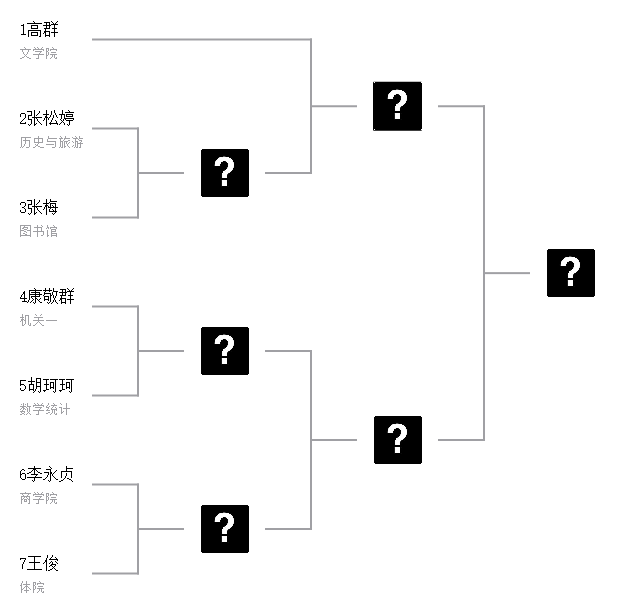 1高群
文学院
?
2张松婷
历史与旅游
?
3张梅
图书馆
?
4康敬群
机关一
?
5胡珂珂
数学统计
?
6李永贞
商学院
?
7王俊
体院